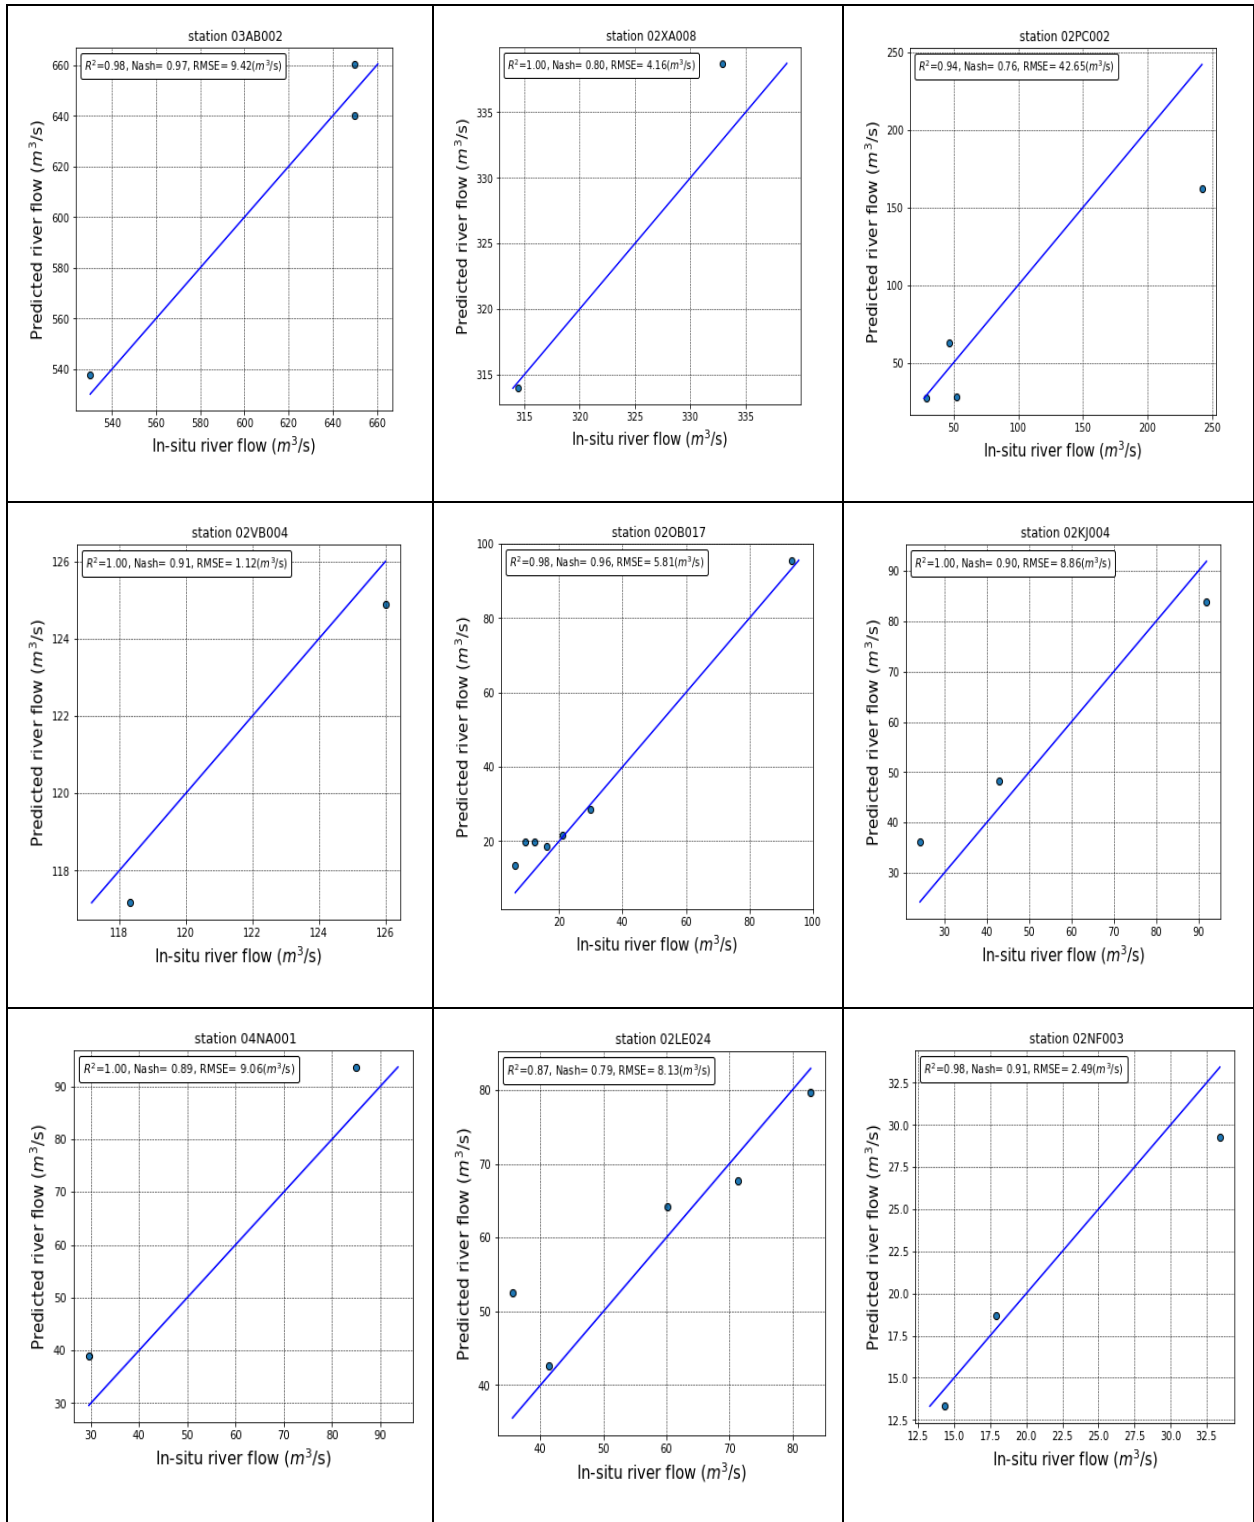 station 03AB002
R²=0.98, Nash= 0.97, RMSE= 9.42(m³/s)
Predicted river flow (m³/s)
660
640
620
600
580
560
540
540 560 580 600 620 640 660
In-situ river flow (m³/s)
station 02XA008
R²=1.00, Nash= 0.80, RMSE= 4.16(m³/s)
Predicted river flow (m³/s)
335
330
325
320
315
315 320 325 330 335
In-situ river flow (m³/s)
station 02PC002
R²=0.94, Nash= 0.76, RMSE= 42.65(m³/s)
Predicted river flow (m³/s)
250
200
150
100
50
50 100 150 200 250
In-situ river flow (m³/s)
station 02VB004
R²=1.00, Nash= 0.91, RMSE= 1.12(m³/s)
Predicted river flow (m³/s)
126
124
122
120
118
118 120 122 124 126
In-situ river flow (m³/s)
station 02OB017
R²=0.98, Nash= 0.96, RMSE= 5.81(m³/s)
Predicted river flow (m³/s)
100
80
60
40
20
20 40 60 80 100
In-situ river flow (m³/s)
station 02KJ004
R²=1.00, Nash= 0.90, RMSE= 8.86(m³/s)
Predicted river flow (m³/s)
90
80
70
60
50
40
30
30 40 50 60 70 80 90
In-situ river flow (m³/s)
station 04NA001
R²=1.00, Nash= 0.89, RMSE= 9.06(m³/s)
Predicted river flow (m³/s)
90
80
70
60
50
40
30
30 40 50 60 70 80 90
In-situ river flow (m³/s)
station 02LE024
R²=0.87, Nash= 0.79, RMSE= 8.13(m³/s)
Predicted river flow (m³/s)
80
70
60
50
40
40 50 60 70 80
In-situ river flow (m³/s)
station 02NF003
R²=0.98, Nash= 0.91, RMSE= 2.49(m³/s)
Predicted river flow (m³/s)
32.5
30.0
27.5
25.0
22.5
20.0
17.5
15.0
12.5
12.5 15.0 17.5 20.0 22.5 25.0 27.5 30.0 32.5
In-situ river flow (m³/s)